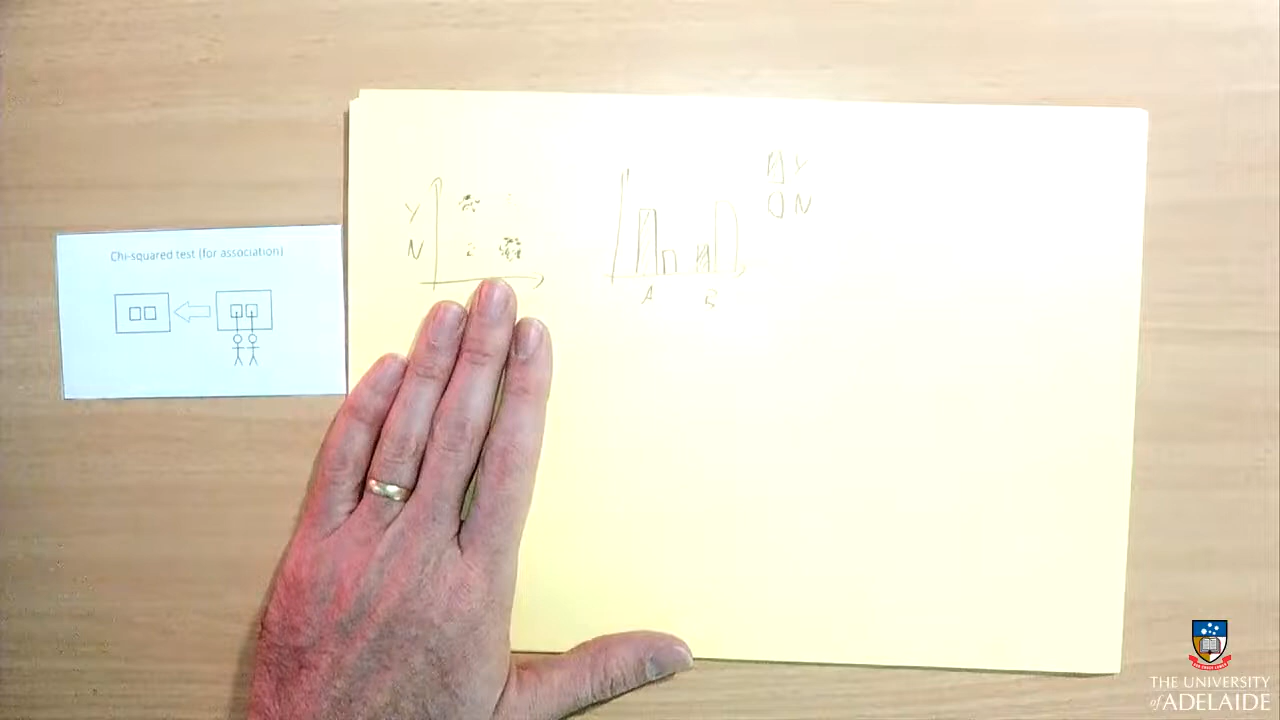 Chi-squared test (for association)
Y
N
A
Y
N
THE UNIVERSITY
of ADELAIDE